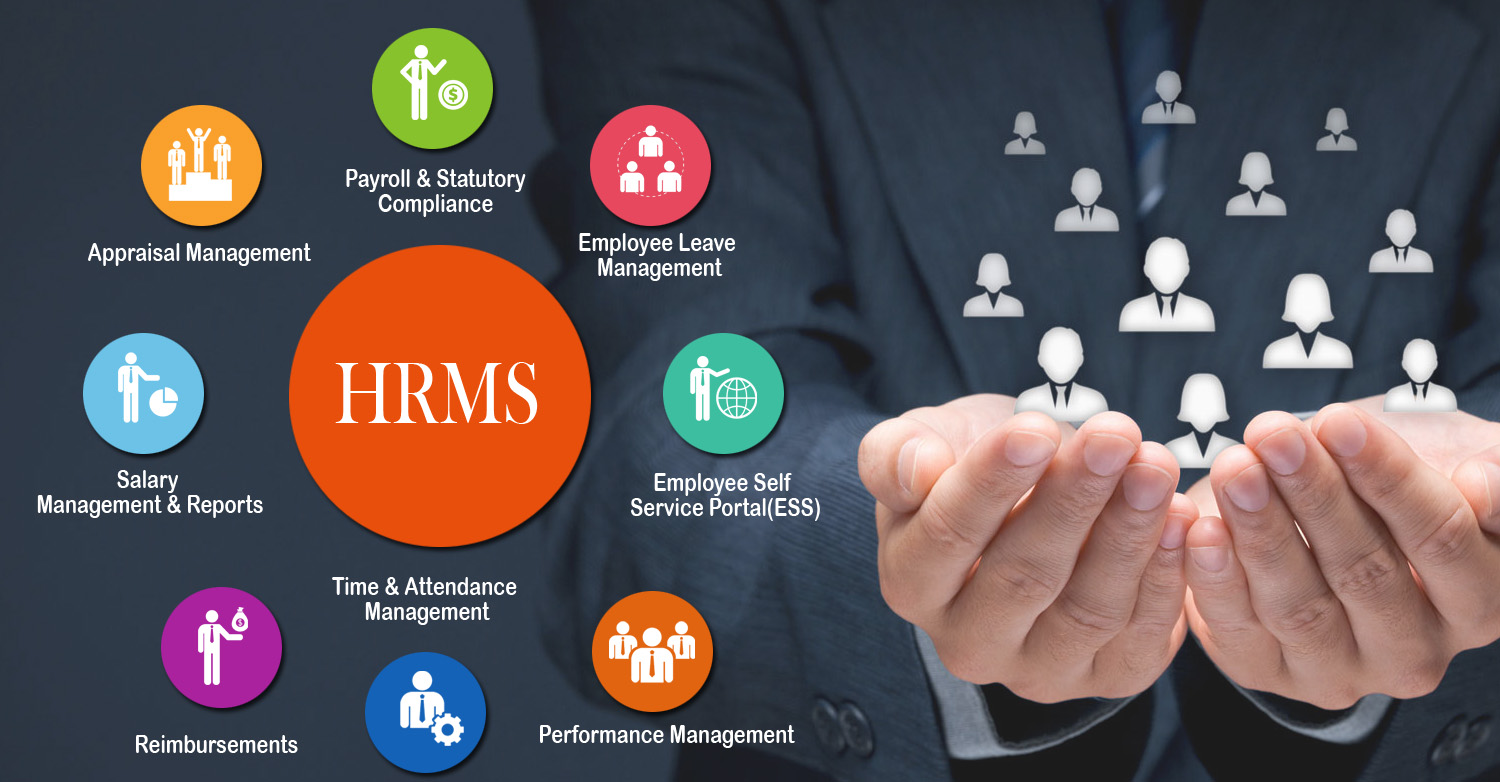 Payroll & Statutory
Compliance
Appraisal Management
Employee Leave
Management
HRMS
Salary
Management & Reports
Employee Self
Service Portal(ESS)
Time & Attendance
Management
Reimbursements
Performance Management